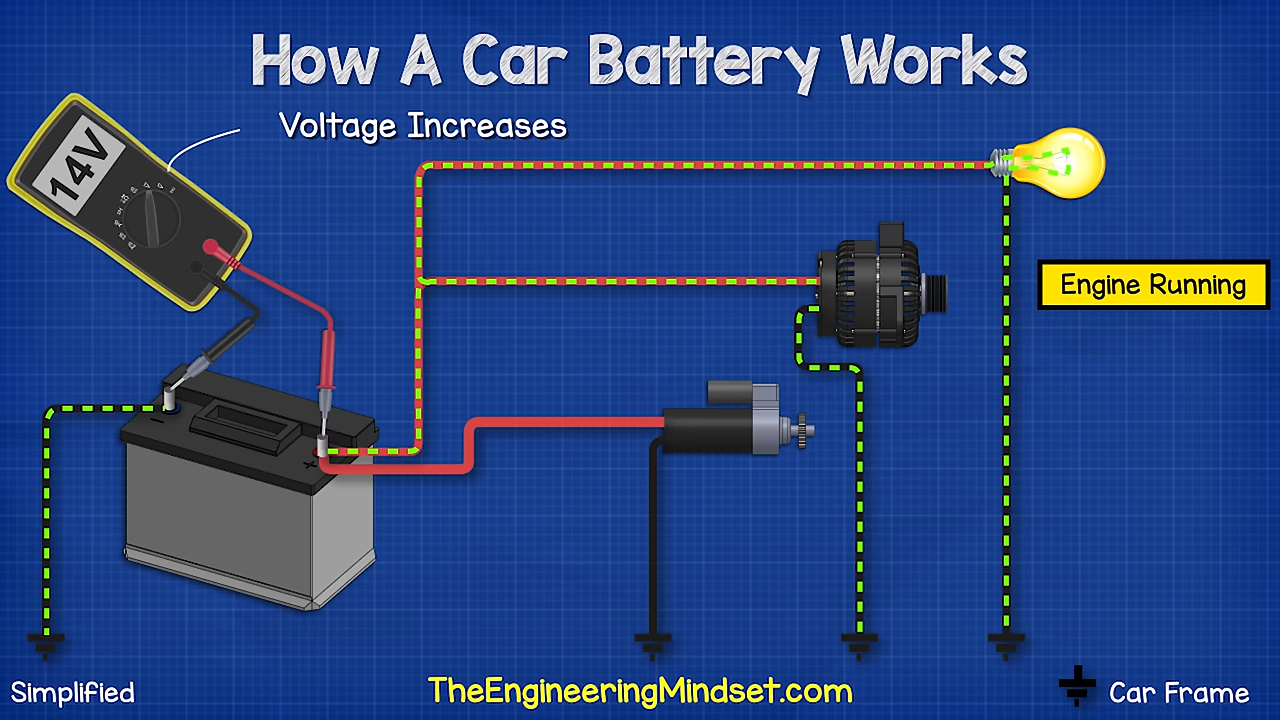 How A Car Battery Works
Voltage Increases
14V
Engine Running
−
+
Simplified
TheEngineeringMindset.com
Car Frame